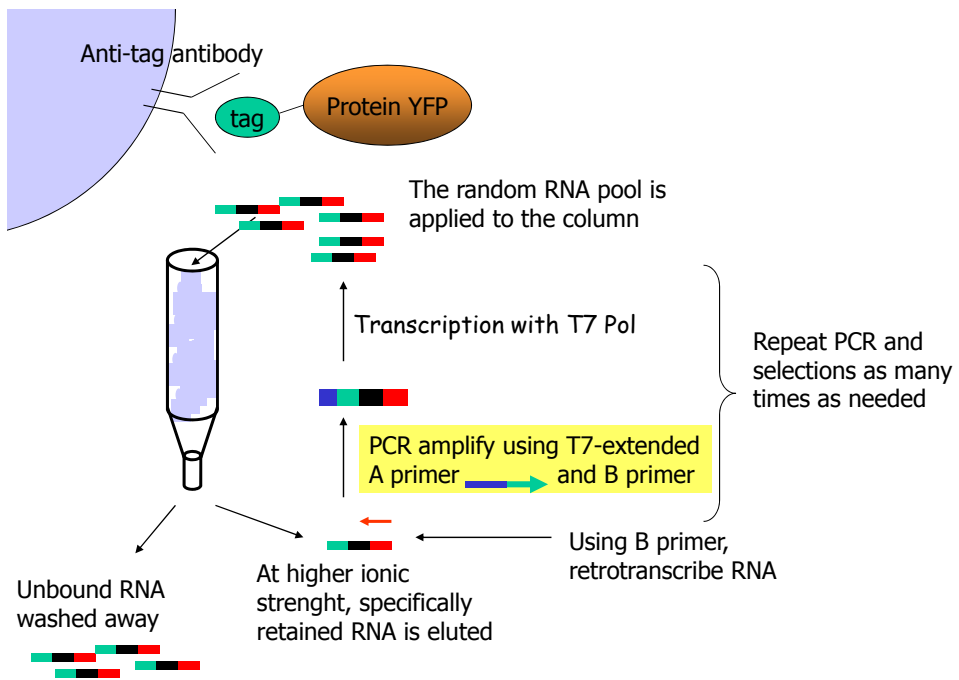 Anti-tag antibody
tag
Protein YFP
The random RNA pool is
applied to the column
Transcription with T7 Pol
Repeat PCR and
selections as many
times as needed
PCR amplify using T7-extended
A primer and B primer
Using B primer,
retrotranscribe RNA
At higher ionic
strenght, specifically
retained RNA is eluted
Unbound RNA
washed away